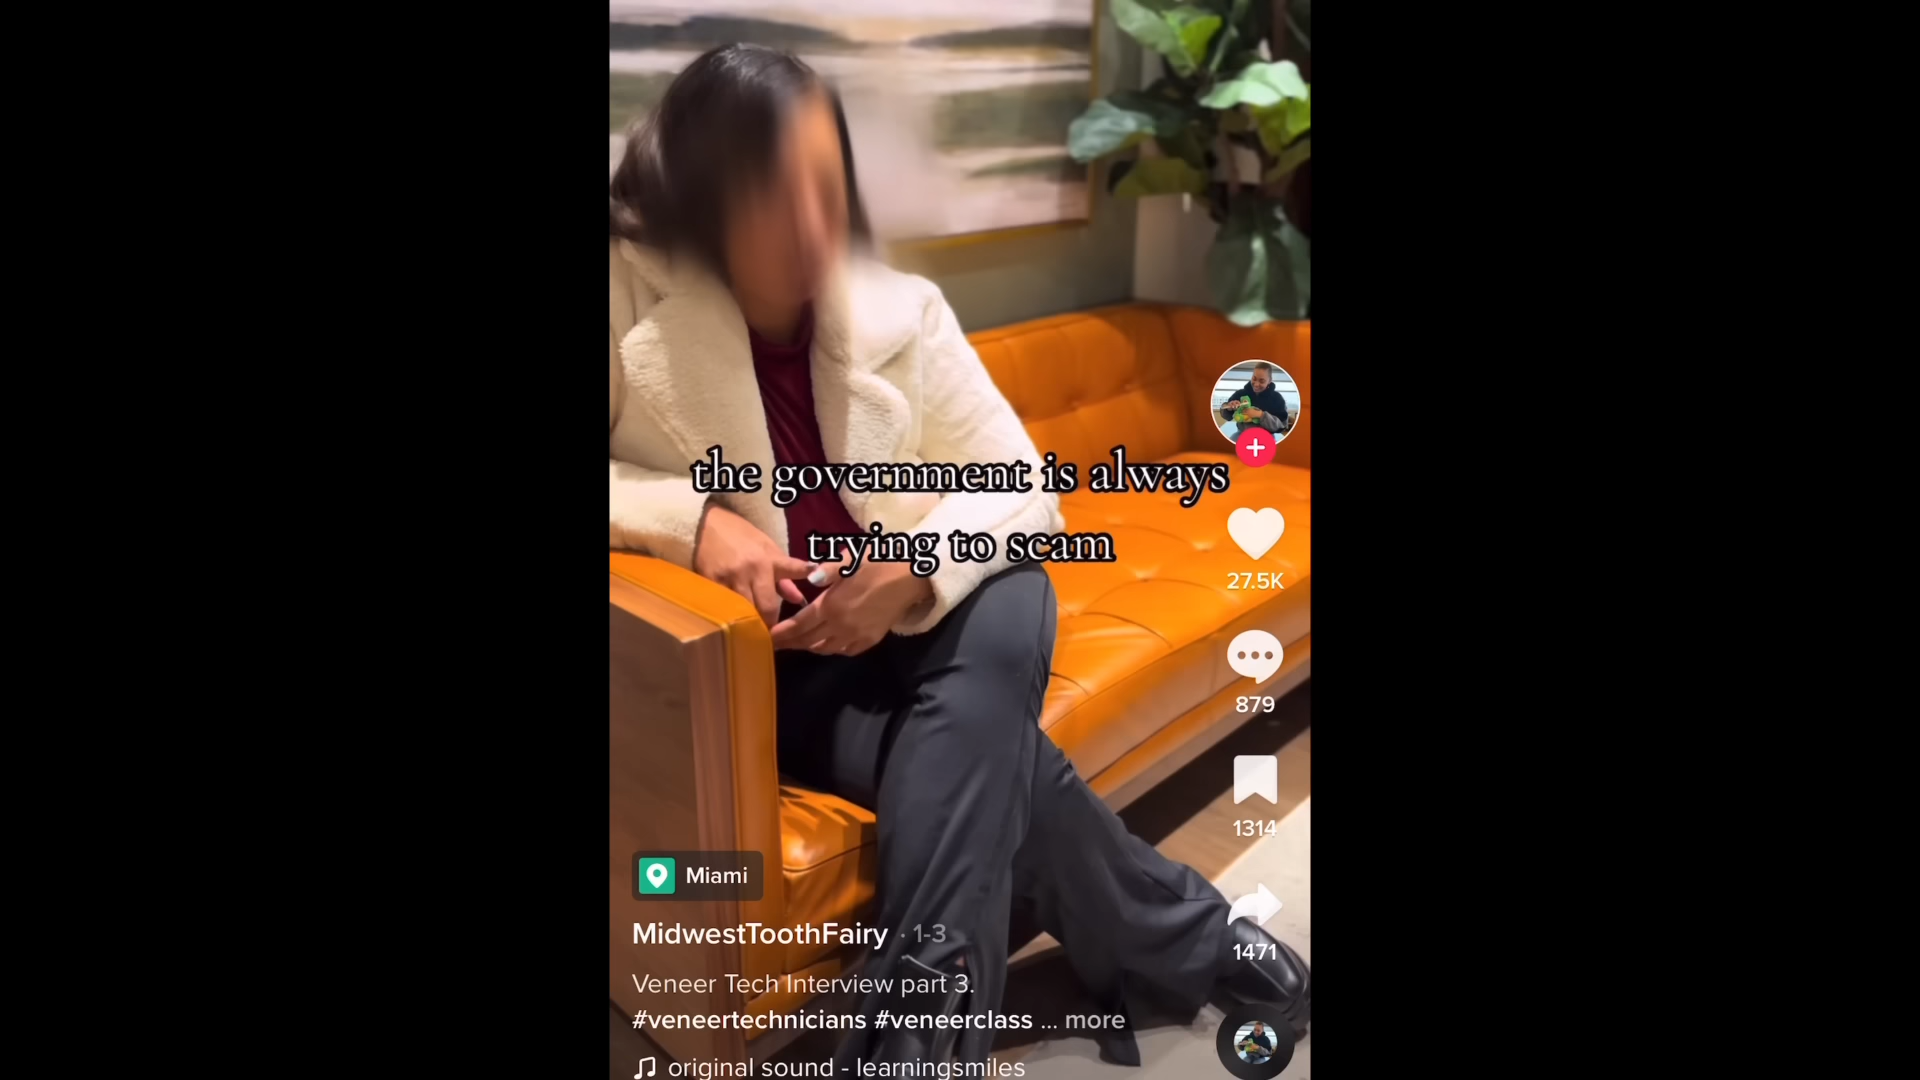 the government is always
trying to scam
27.5K
879
1314
1471
Miami
MidwestToothFairy · 1-3
Veneer Tech Interview part 3.
#veneertechnicians #veneerclass ... more
original sound - learningsmiles